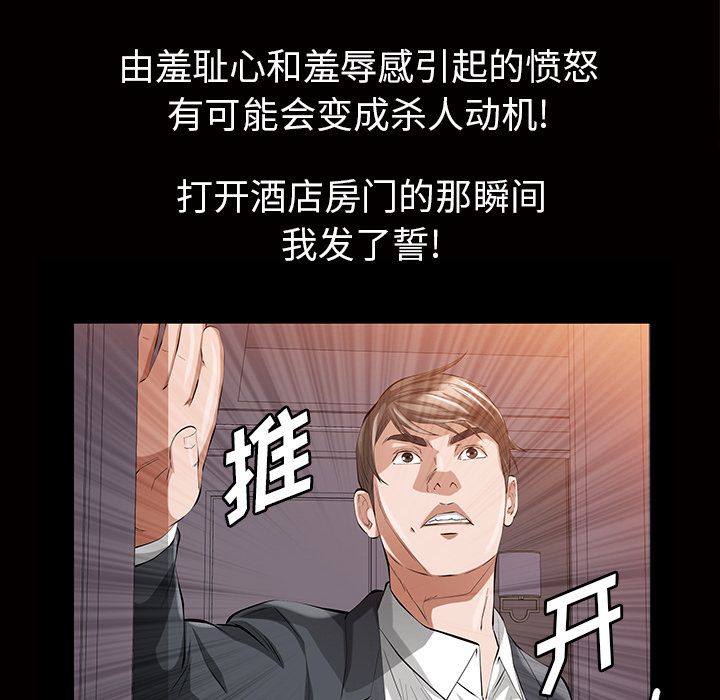 由羞耻心和羞辱感引起的愤怒
有可能会变成杀人动机!
打开酒店房门的那瞬间
我发了誓!
推
开